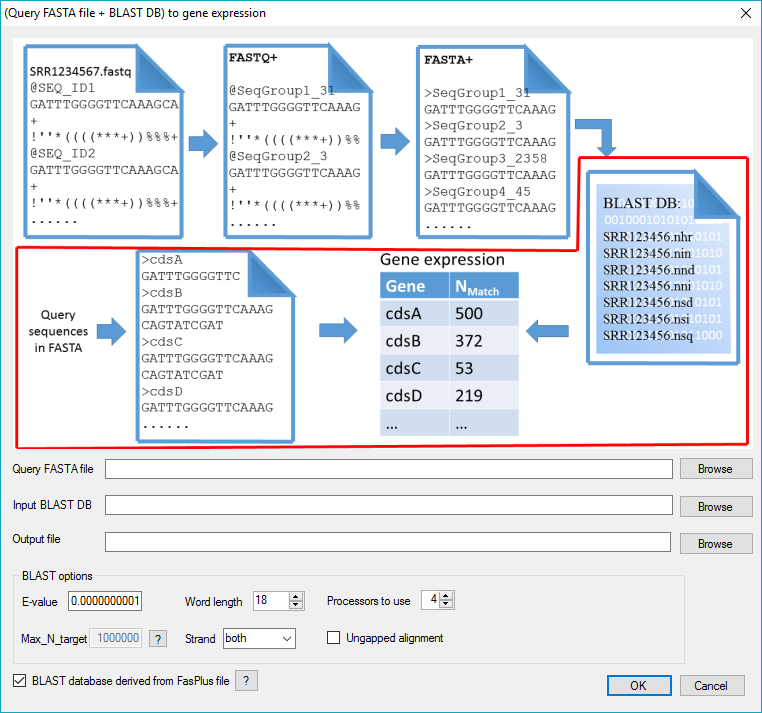 (Query FASTA file + BLAST DB) to gene expression
SRR1234567.fastq
@SEQ_ID1
GATTTGGGGTTCAAAGCA
+
!''*((((***+))%%%+
@SEQ_ID2
GATTTGGGGTTCAAAGCA
+
!''*((((***+))%%%+
......
FASTQ+
@SeqGroup1_31
GATTTGGGGTTCAAAG
+
!''*((((***+))%%
@SeqGroup2_3
GATTTGGGGTTCAAAG
+
!''*((((***+))%%
......
FASTA+
>SeqGroup1_31
GATTTGGGGTTCAAAG
>SeqGroup2_3
GATTTGGGGTTCAAAG
>SeqGroup3_2358
GATTTGGGGTTCAAAG
>SeqGroup4_45
GATTTGGGGTTCAAAG
......
BLAST DB:
SRR123456.nhr
SRR123456.nin
SRR123456.nnd
SRR123456.nni
SRR123456.nsd
SRR123456.nsi
SRR123456.nsq
Query
sequences
in FASTA
>cdsA
GATTTGGGGTTC
>cdsB
GATTTGGGGTTCAAAG
CAGTATCGAT
>cdsC
GATTTGGGGTTCAAAG
CAGTATCGAT
>cdsD
GATTTGGGGTTCAAAG
......
Gene expression
Gene NMatch
cdsA 500
cdsB 372
cdsC 53
cdsD 219
... ...
Query FASTA file Browse
Input BLAST DB Browse
Output file Browse
BLAST options
E-value 0.0000000001 Word length 18 Processors to use 4
Max_N_target 1000000 ? Strand both Ungapped alignment
BLAST database derived from FasPlus file ?
OK Cancel